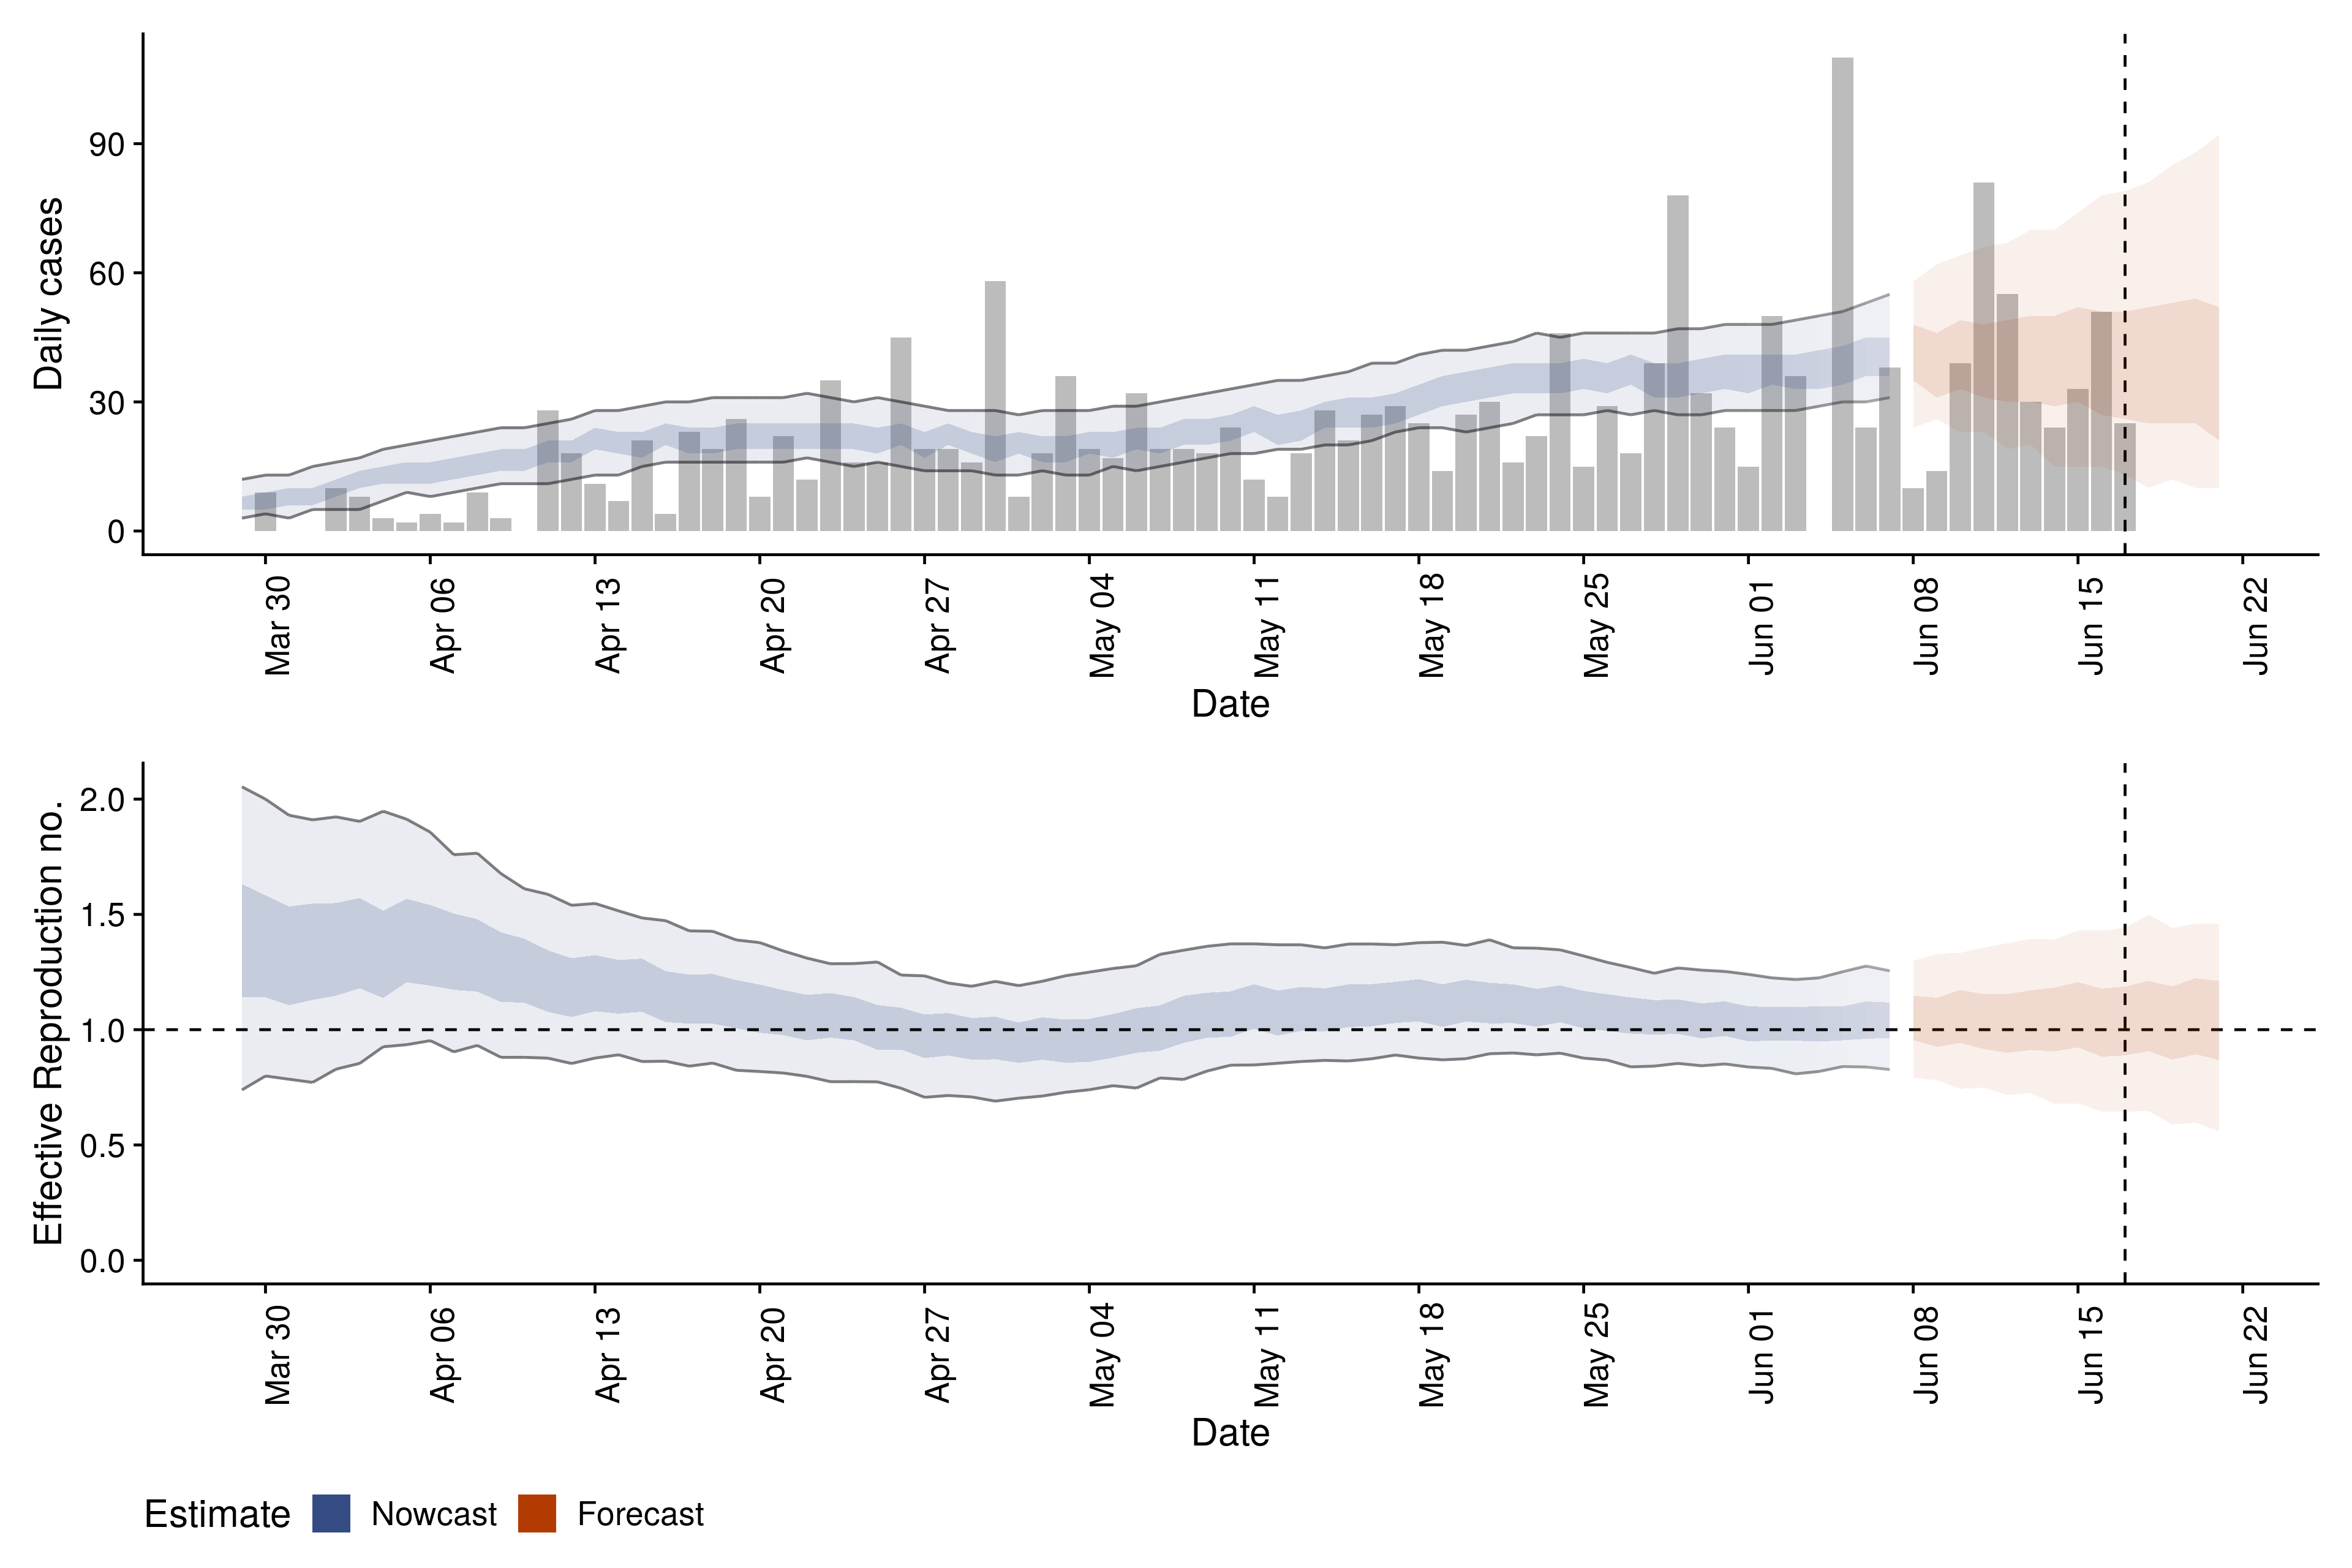 Daily cases
90
60
30
0
Mar 30
Apr 06
Apr 13
Apr 20
Apr 27
May 04
May 11
May 18
May 25
Jun 01
Jun 08
Jun 15
Jun 22
Date
Effective Reproduction no.
2.0
1.5
1.0
0.5
0.0
Mar 30
Apr 06
Apr 13
Apr 20
Apr 27
May 04
May 11
May 18
May 25
Jun 01
Jun 08
Jun 15
Jun 22
Date
Estimate Nowcast Forecast